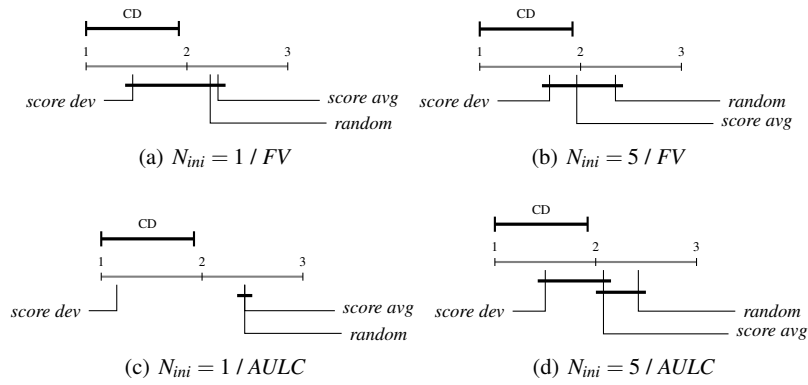 CD
1 2 3
score dev
score avg
random
(a) N_ini = 1 / FV
CD
1 2 3
score dev
random
score avg
(b) N_ini = 5 / FV
CD
1 2 3
score dev
score avg
random
(c) N_ini = 1 / AULC
CD
1 2 3
score dev
random
score avg
(d) N_ini = 5 / AULC